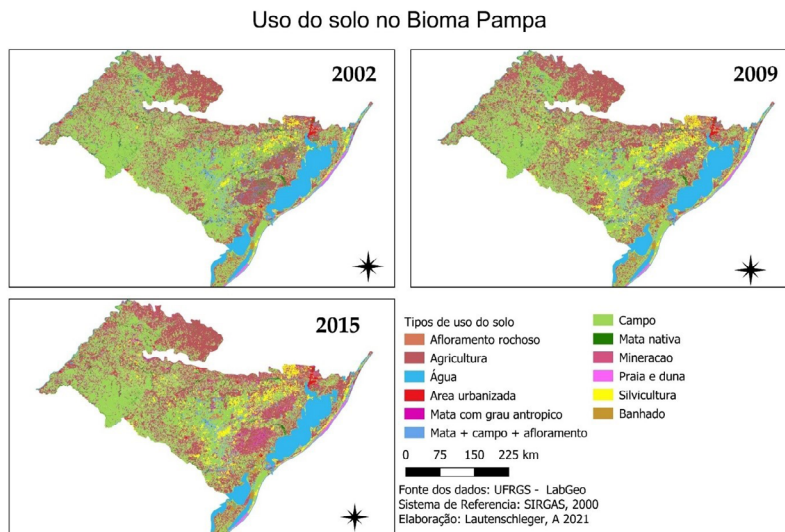 Uso do solo no Bioma Pampa
2002
2009
2015
Tipos de uso do solo
Afloramento rochoso
Agricultura
Água
Area urbanizada
Mata com grau antropico
Mata + campo + afloramento
Campo
Mata nativa
Mineracao
Praia e duna
Silvicultura
Banhado
0 75 150 225 km
Fonte dos dados: UFRGS - LabGeo
Sistema de Referencia: SIRGAS, 2000
Elaboração: Lautenschleger, A 2021